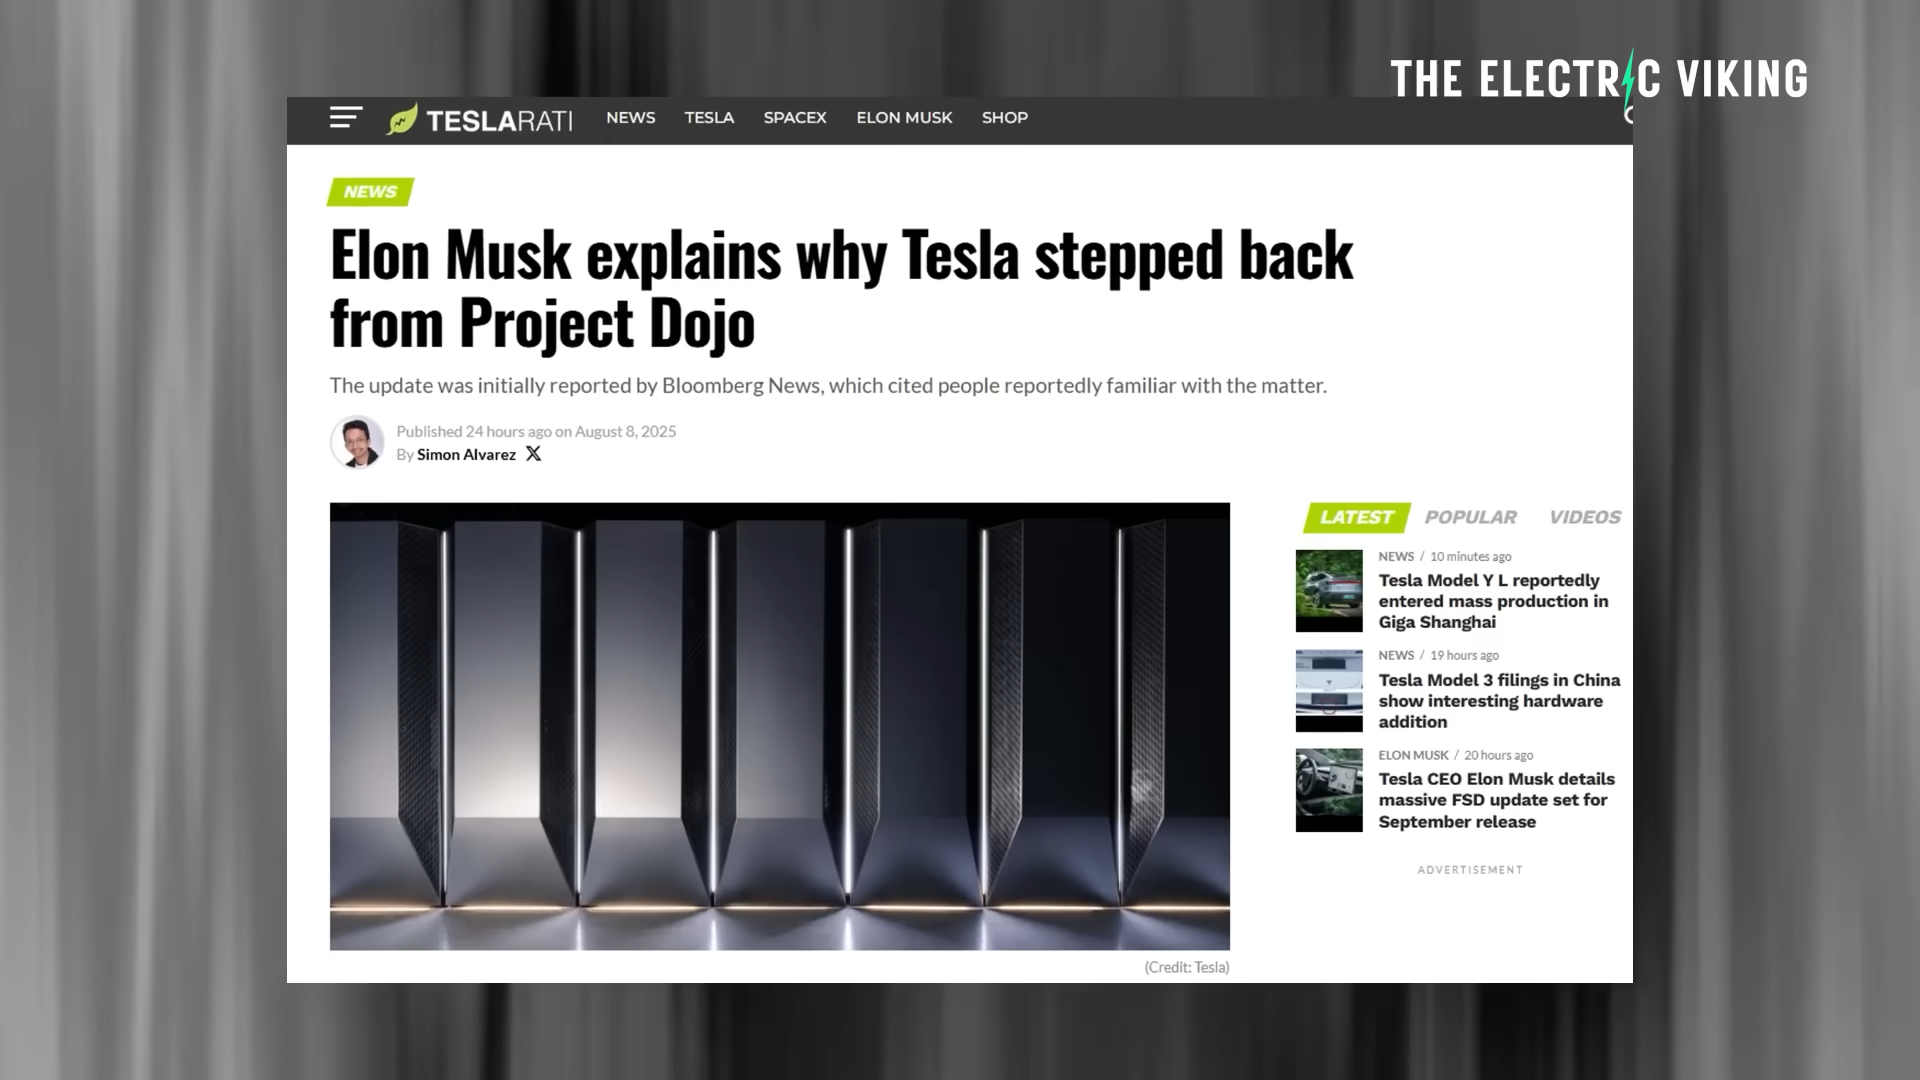 THE ELECTRIC VIKING
TESLARATI NEWS TESLA SPACEX ELON MUSK SHOP
NEWS
Elon Musk explains why Tesla stepped back
from Project Dojo
The update was initially reported by Bloomberg News, which cited people reportedly familiar with the matter.
Published 24 hours ago on August 8, 2025
By Simon Alvarez X
LATEST POPULAR VIDEOS
NEWS / 10 minutes ago
Tesla Model Y L reportedly
entered mass production in
Giga Shanghai
NEWS / 19 hours ago
Tesla Model 3 filings in China
show interesting hardware
addition
ELON MUSK / 20 hours ago
Tesla CEO Elon Musk details
massive FSD update set for
September release
ADVERTISEMENT
(Credit: Tesla)